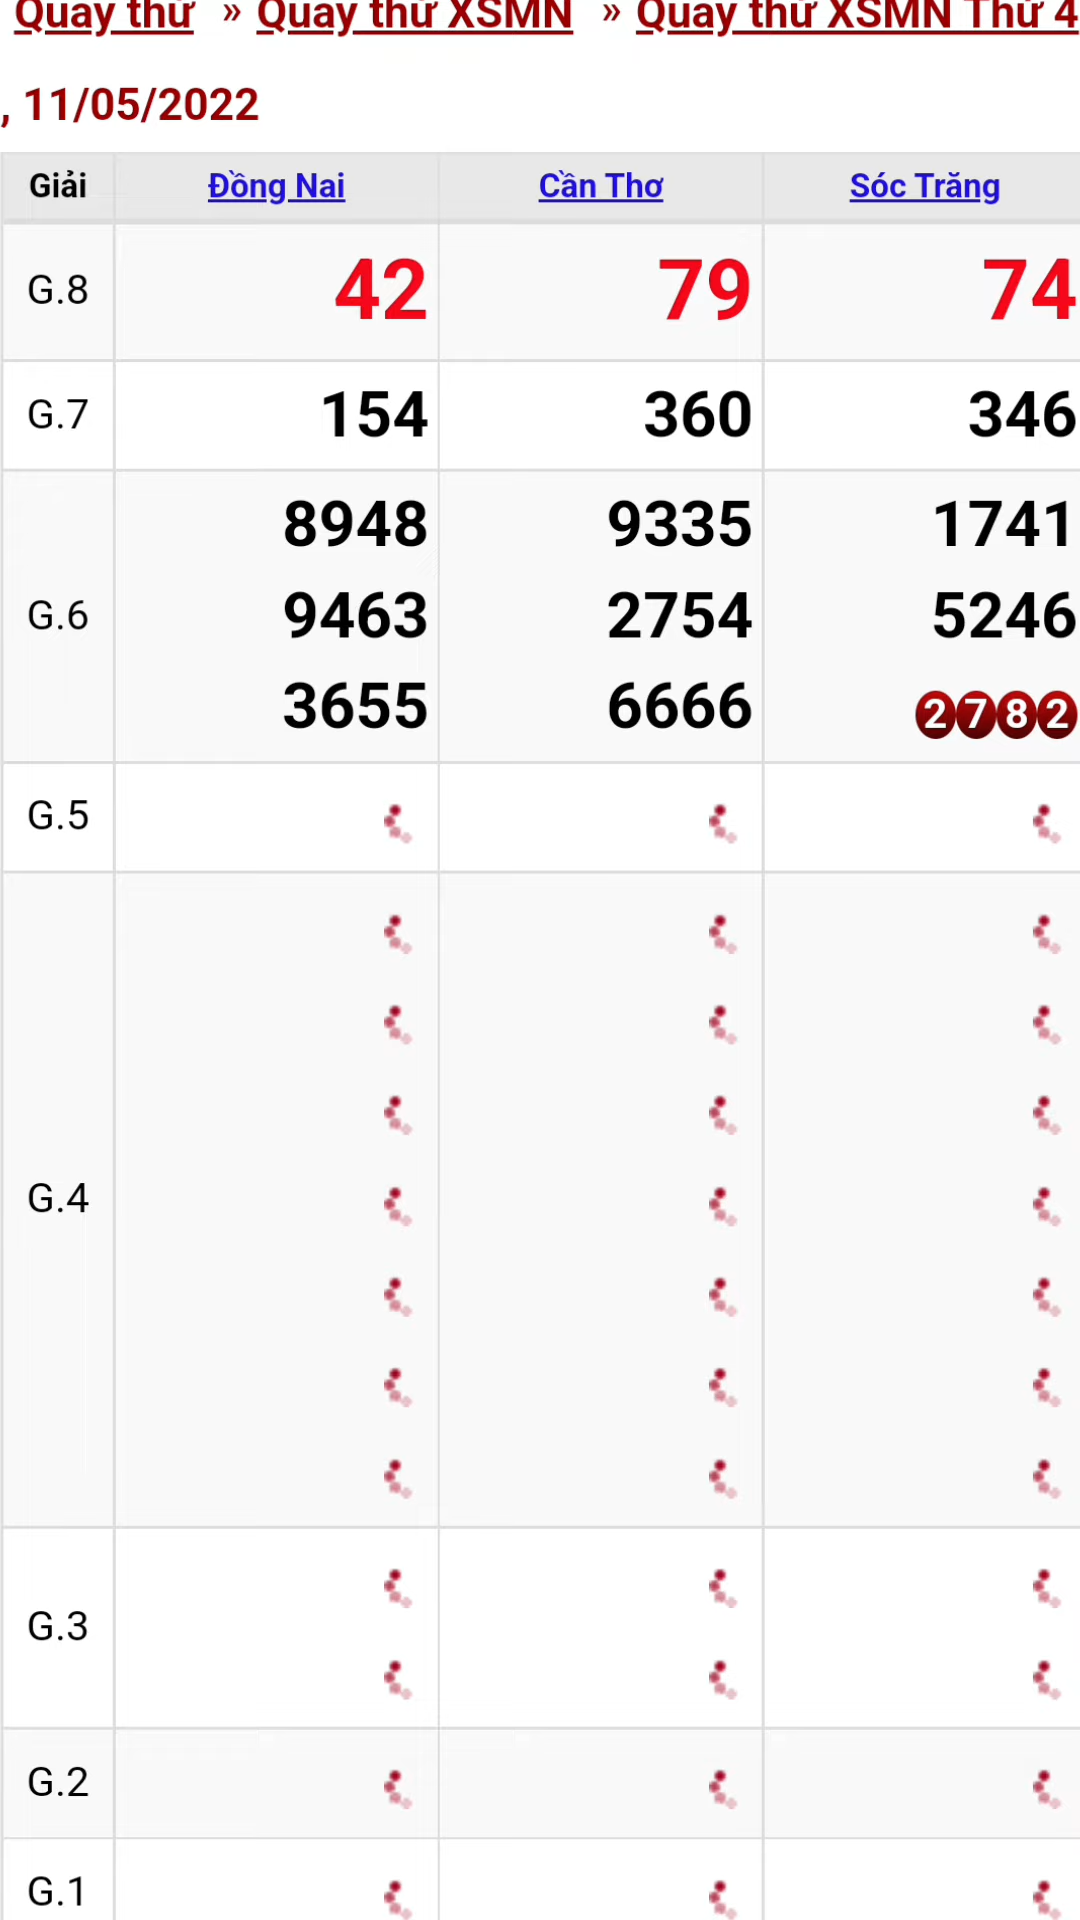 Quay thử » Quay thử XSMN » Quay thử XSMN Thứ 4
, 11/05/2022
Giải Đồng Nai Cần Thơ Sóc Trăng
G.8 42 79 74
G.7 154 360 346
8948 9335 1741
G.6 9463 2754 5246
3655 6666 2782
G.5
G.4
G.3
G.2
G.1